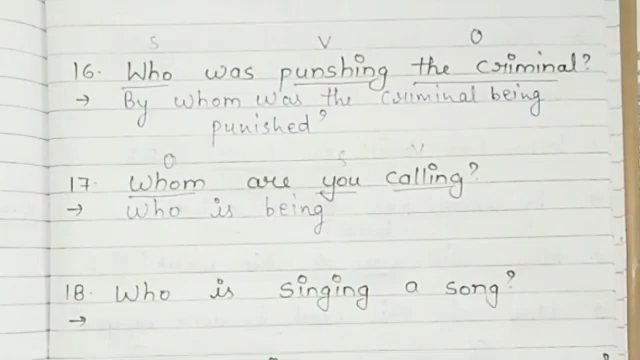 S V O
16. Who was punshing the criminal?
→ By whom was the criminal being
punished?
O S V
17. Whom are you calling?
→ Who is being
18. Who is singing a song?
→